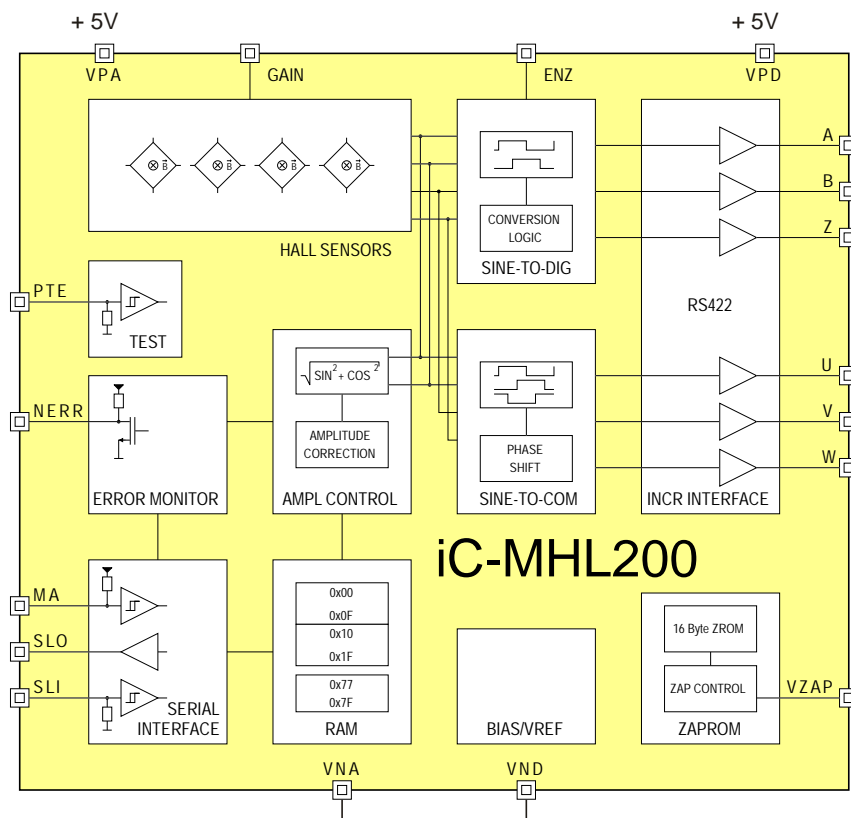 + 5V
+ 5V
VPA
GAIN
ENZ
VPD
B
B
B
B
HALL SENSORS
CONVERSION
LOGIC
SINE-TO-DIG
A
B
Z
RS422
PTE
TEST
NERR
ERROR MONITOR
SIN² + COS²
AMPLITUDE
CORRECTION
AMPL CONTROL
PHASE
SHIFT
SINE-TO-COM
U
V
W
INCR INTERFACE
iC-MHL200
MA
SLO
SLI
SERIAL
INTERFACE
0x00
0x0F
0x10
0x1F
0x77
0x7F
RAM
BIAS/VREF
16 Byte ZROM
ZAP CONTROL
VZAP
ZAPROM
VNA
VND